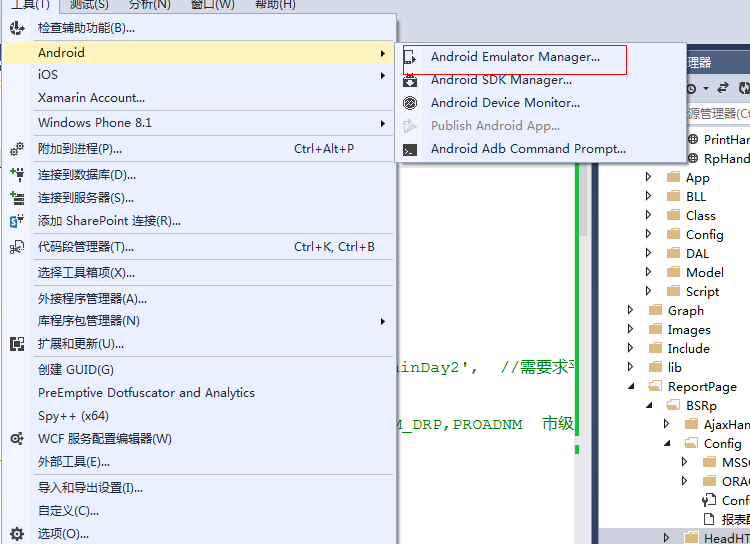 工具(T) 测试(S) 分析(N) 窗口(W) 帮助(H)
检查辅助功能(B)...
Android
iOS
Xamarin Account...
Windows Phone 8.1
附加到进程(P)... Ctrl+Alt+P
连接到数据库(D)...
连接到服务器(S)...
添加 SharePoint 连接(R)...
代码段管理器(T)... Ctrl+K, Ctrl+B
选择工具箱项(X)...
外接程序管理器(A)...
库程序包管理器(N)
扩展和更新(U)...
创建 GUID(G)
PreEmptive Dotfuscator and Analytics
Spy++ (x64)
WCF 服务配置编辑器(W)
外部工具(E)...
导入和导出设置(I)...
自定义(C)...
选项(O)...
Android Emulator Manager...
Android SDK Manager...
Android Device Monitor...
Publish Android App...
Android Adb Command Prompt...
ainDay2', //需要求平
M_DRP,PROADNM 市级
理器
源管理器(Ct
PrintHan
RpHand
App
BLL
Class
Config
DAL
Model
Script
Graph
Images
Include
lib
ReportPage
BSRp
AjaxHan
Config
MSSC
ORAC
Conf
报表配
HeadHT